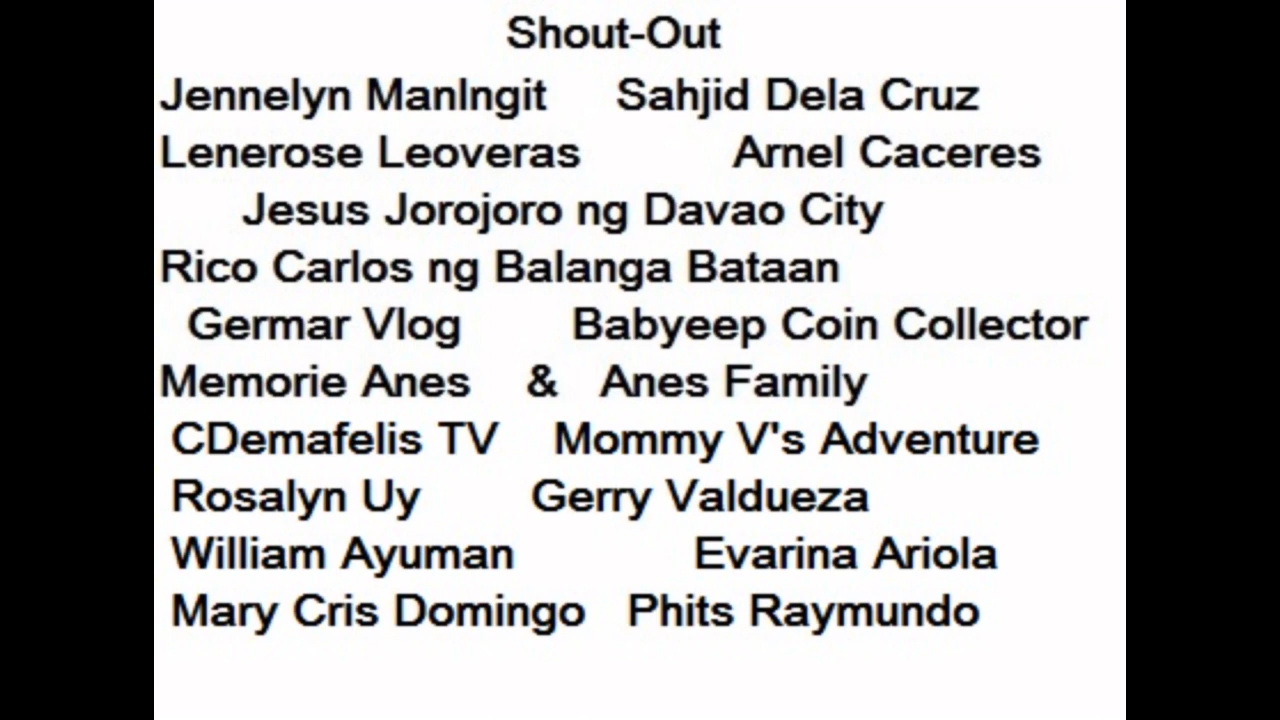 Shout-Out
Jennelyn ManIngit Sahjid Dela Cruz
Lenerose Leoveras Arnel Caceres
Jesus Jorojoro ng Davao City
Rico Carlos ng Balanga Bataan
Germar Vlog Babyeep Coin Collector
Memorie Anes & Anes Family
CDemafelis TV Mommy V's Adventure
Rosalyn Uy Gerry Valdueza
William Ayuman Evarina Ariola
Mary Cris Domingo Phits Raymundo